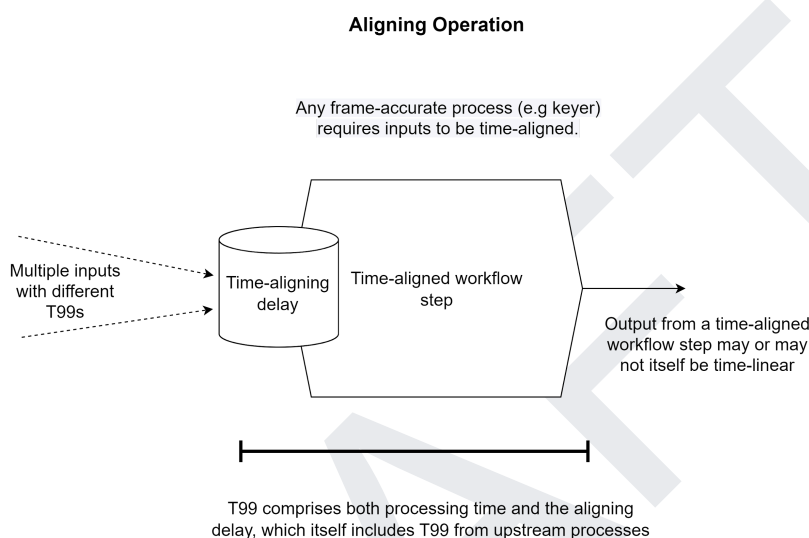 Aligning Operation
Any frame-accurate process (e.g keyer)
requires inputs to be time-aligned.
Multiple inputs
with different
T99s
Time-aligning
delay
Time-aligned workflow
step
Output from a time-aligned
workflow step may or may
not itself be time-linear
T99 comprises both processing time and the aligning
delay, which itself includes T99 from upstream processes